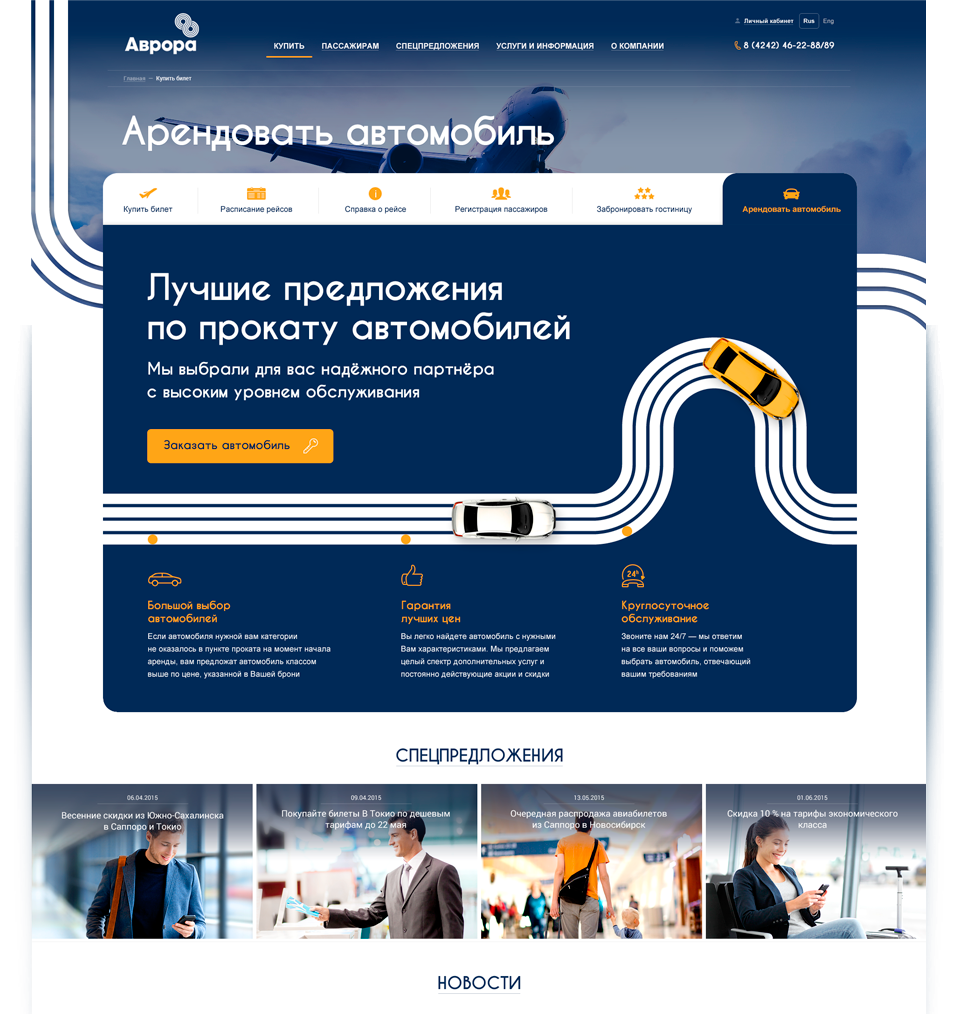 Аврора
Личный кабинет
Rus
Eng
КУПИТЬ
ПАССАЖИРАМ
СПЕЦПРЕДЛОЖЕНИЯ
УСЛУГИ И ИНФОРМАЦИЯ
О КОМПАНИИ
8 (4242) 46-22-88/89
Главная — Купить билет
Арендовать автомобиль
Купить билет
Расписание рейсов
Справка о рейсе
Регистрация пассажиров
Забронировать гостиницу
Арендовать автомобиль
Лучшие предложения
по прокату автомобилей
Мы выбрали для вас надёжного партнёра
с высоким уровнем обслуживания
Заказать автомобиль
Большой выбор
автомобилей
Если автомобиля нужной вам категории
не оказалось в пункте проката на момент начала
аренды, вам предложат автомобиль классом
выше по цене, указанной в Вашей брони
Гарантия
лучших цен
Вы легко найдете автомобиль с нужными
Вам характеристиками. Мы предлагаем
целый спектр дополнительных услуг и
постоянно действующие акции и скидки
24h
Круглосуточное
обслуживание
Звоните нам 24/7 — мы ответим
на все ваши вопросы и поможем
выбрать автомобиль, отвечающий
вашим требованиям
СПЕЦПРЕДЛОЖЕНИЯ
06.04.2015
Весенние скидки из Южно-Сахалинска
в Саппоро и Токио
09.04.2015
Покупайте билеты В Токио по дешевым
тарифам до 22 мая
13.05.2015
Очередная распродажа авиабилетов
из Саппоро в Новосибирск
01.06.2015
Скидка 10 % на тарифы экономического
класса
НОВОСТИ